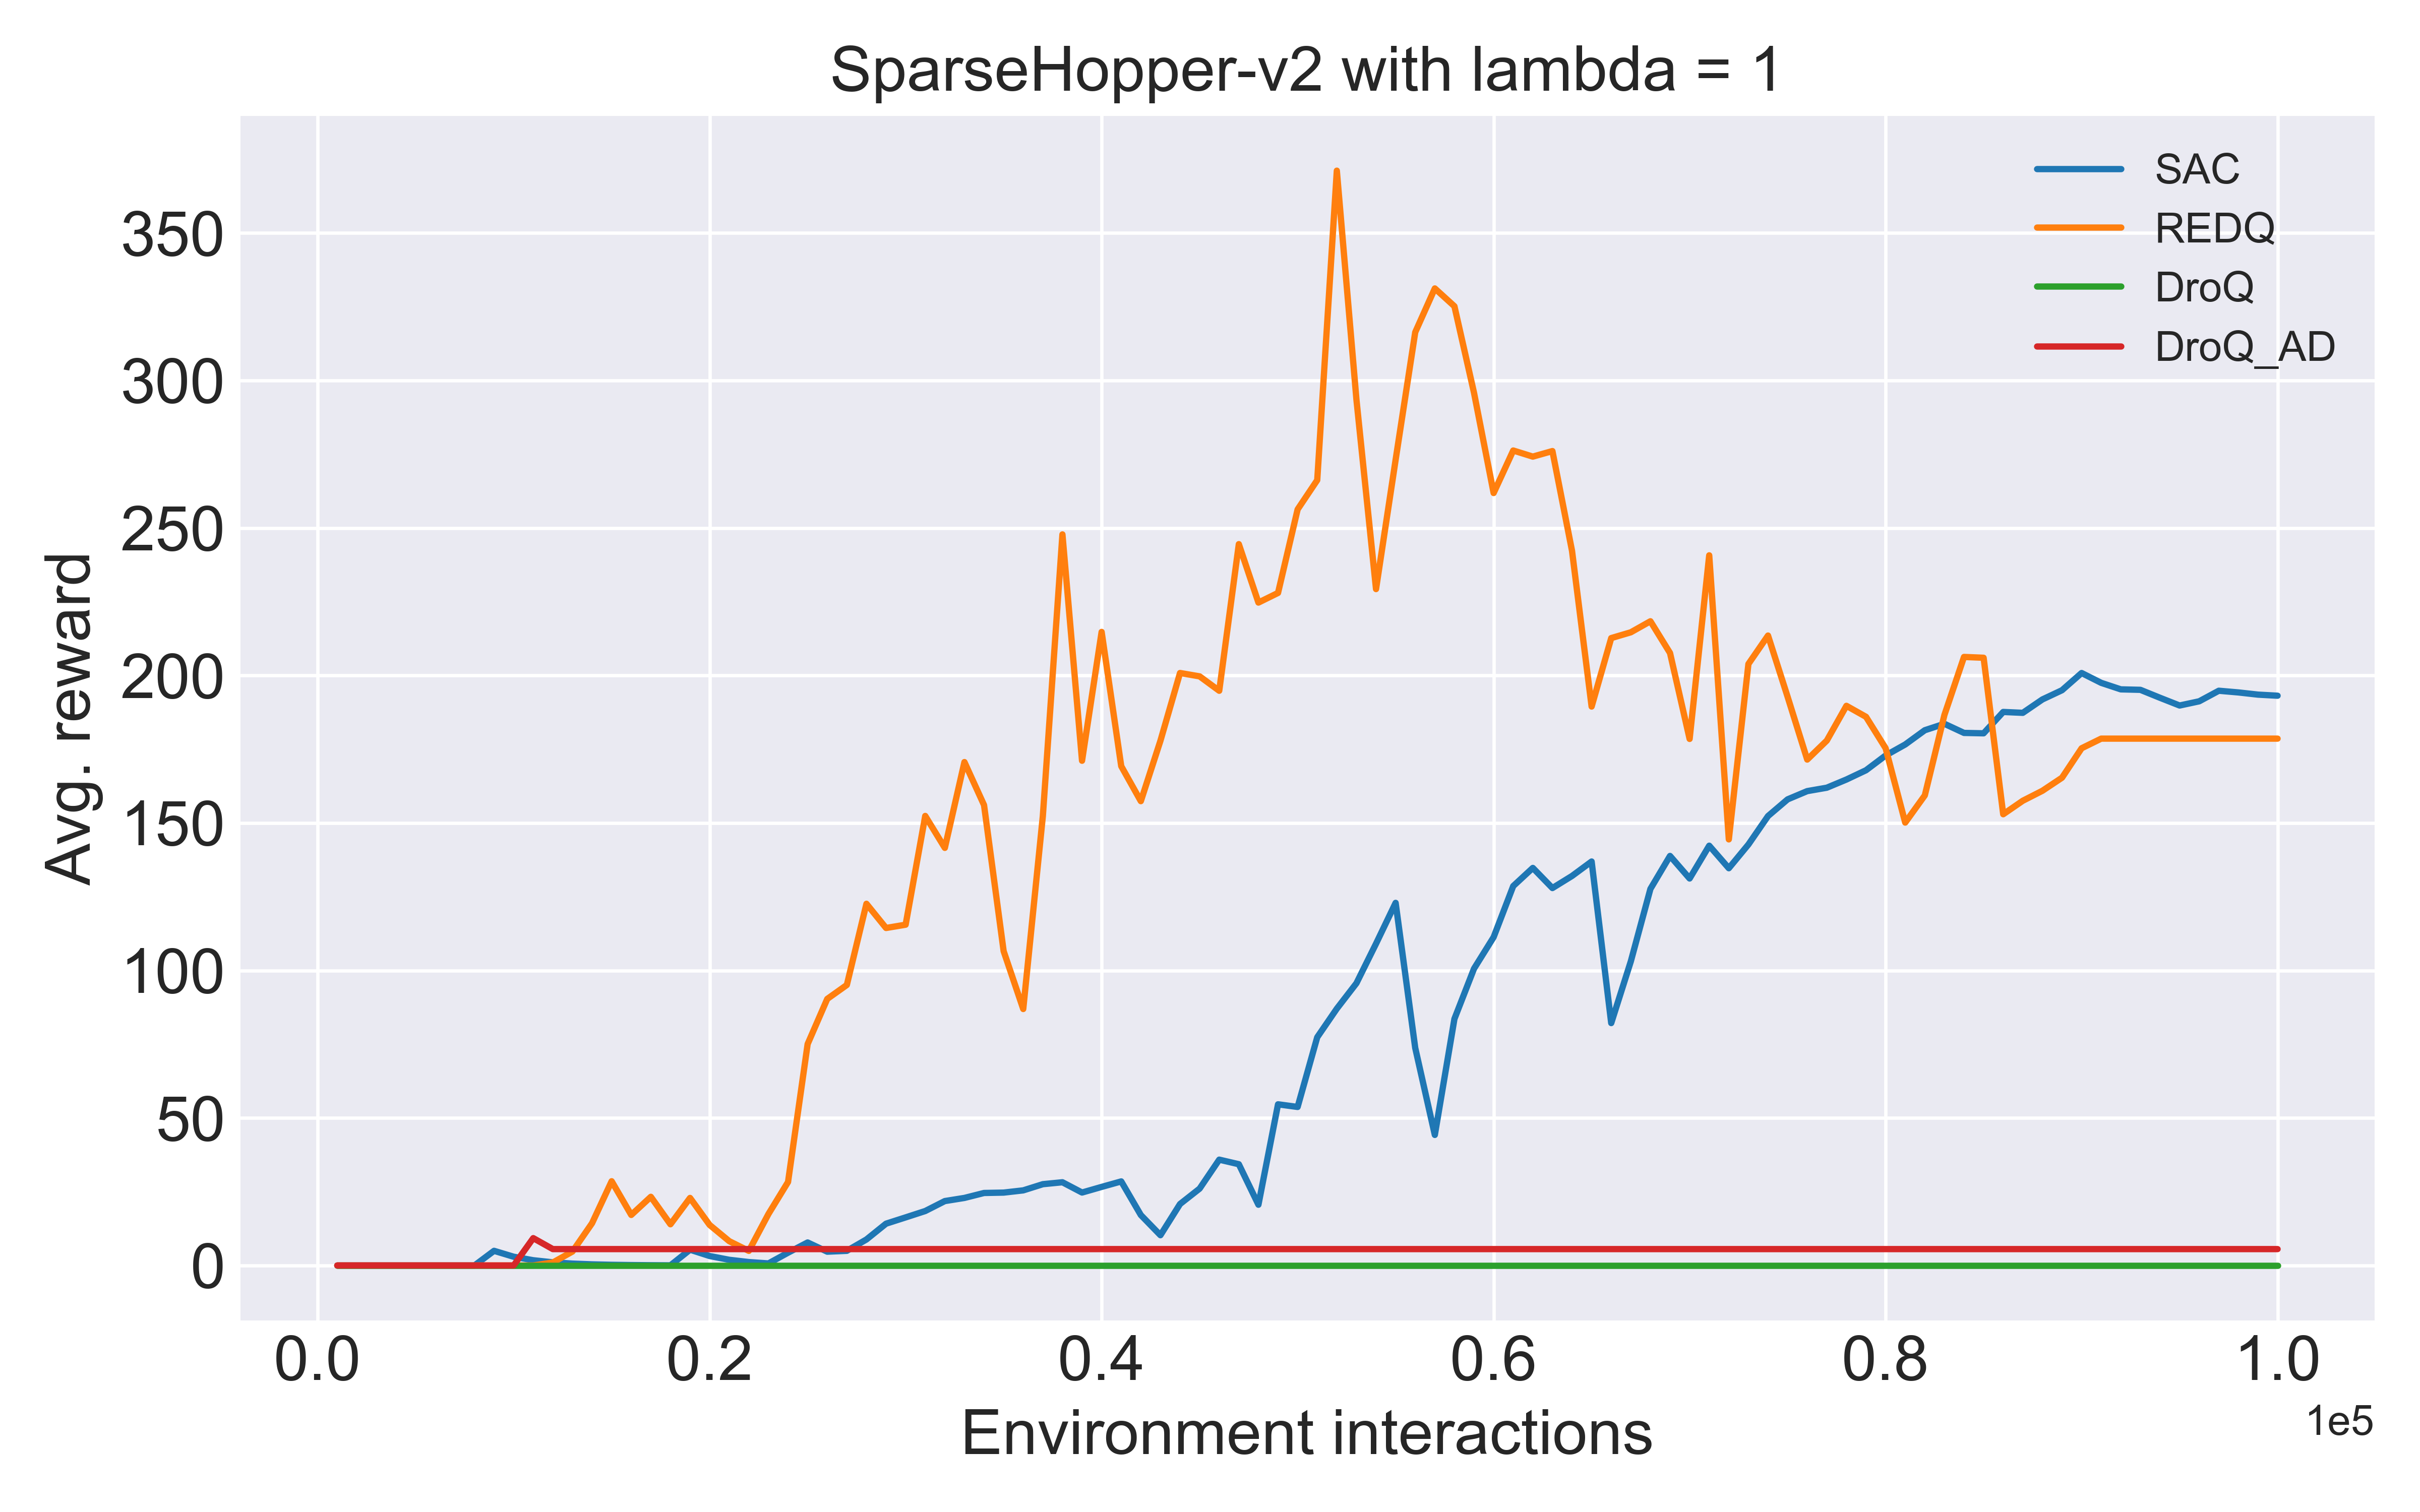 SparseHopper-v2 with lambda = 1
SAC
REDQ
DroQ
DroQ_AD
350
300
250
200
150
100
50
0
Avg. reward
0.0 0.2 0.4 0.6 0.8 1.0
1e5
Environment interactions